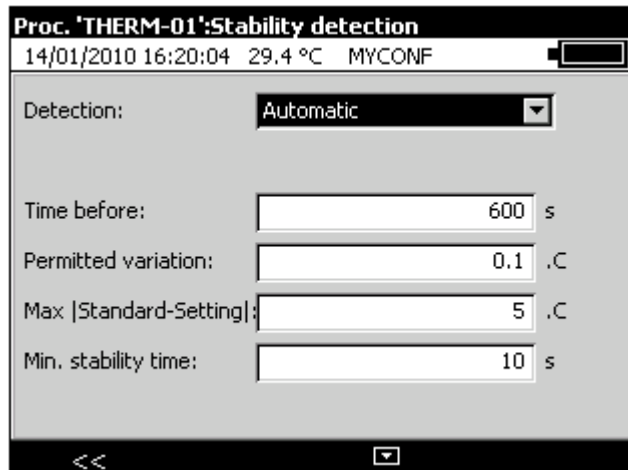 Proc. 'THERM-01':Stability detection
14/01/2010 16:20:04 29.4 °C MYCONF
Detection: Automatic
Time before: 600 s
Permitted variation: 0.1 .C
Max |Standard-Setting|: 5 .C
Min. stability time: 10 s
<<